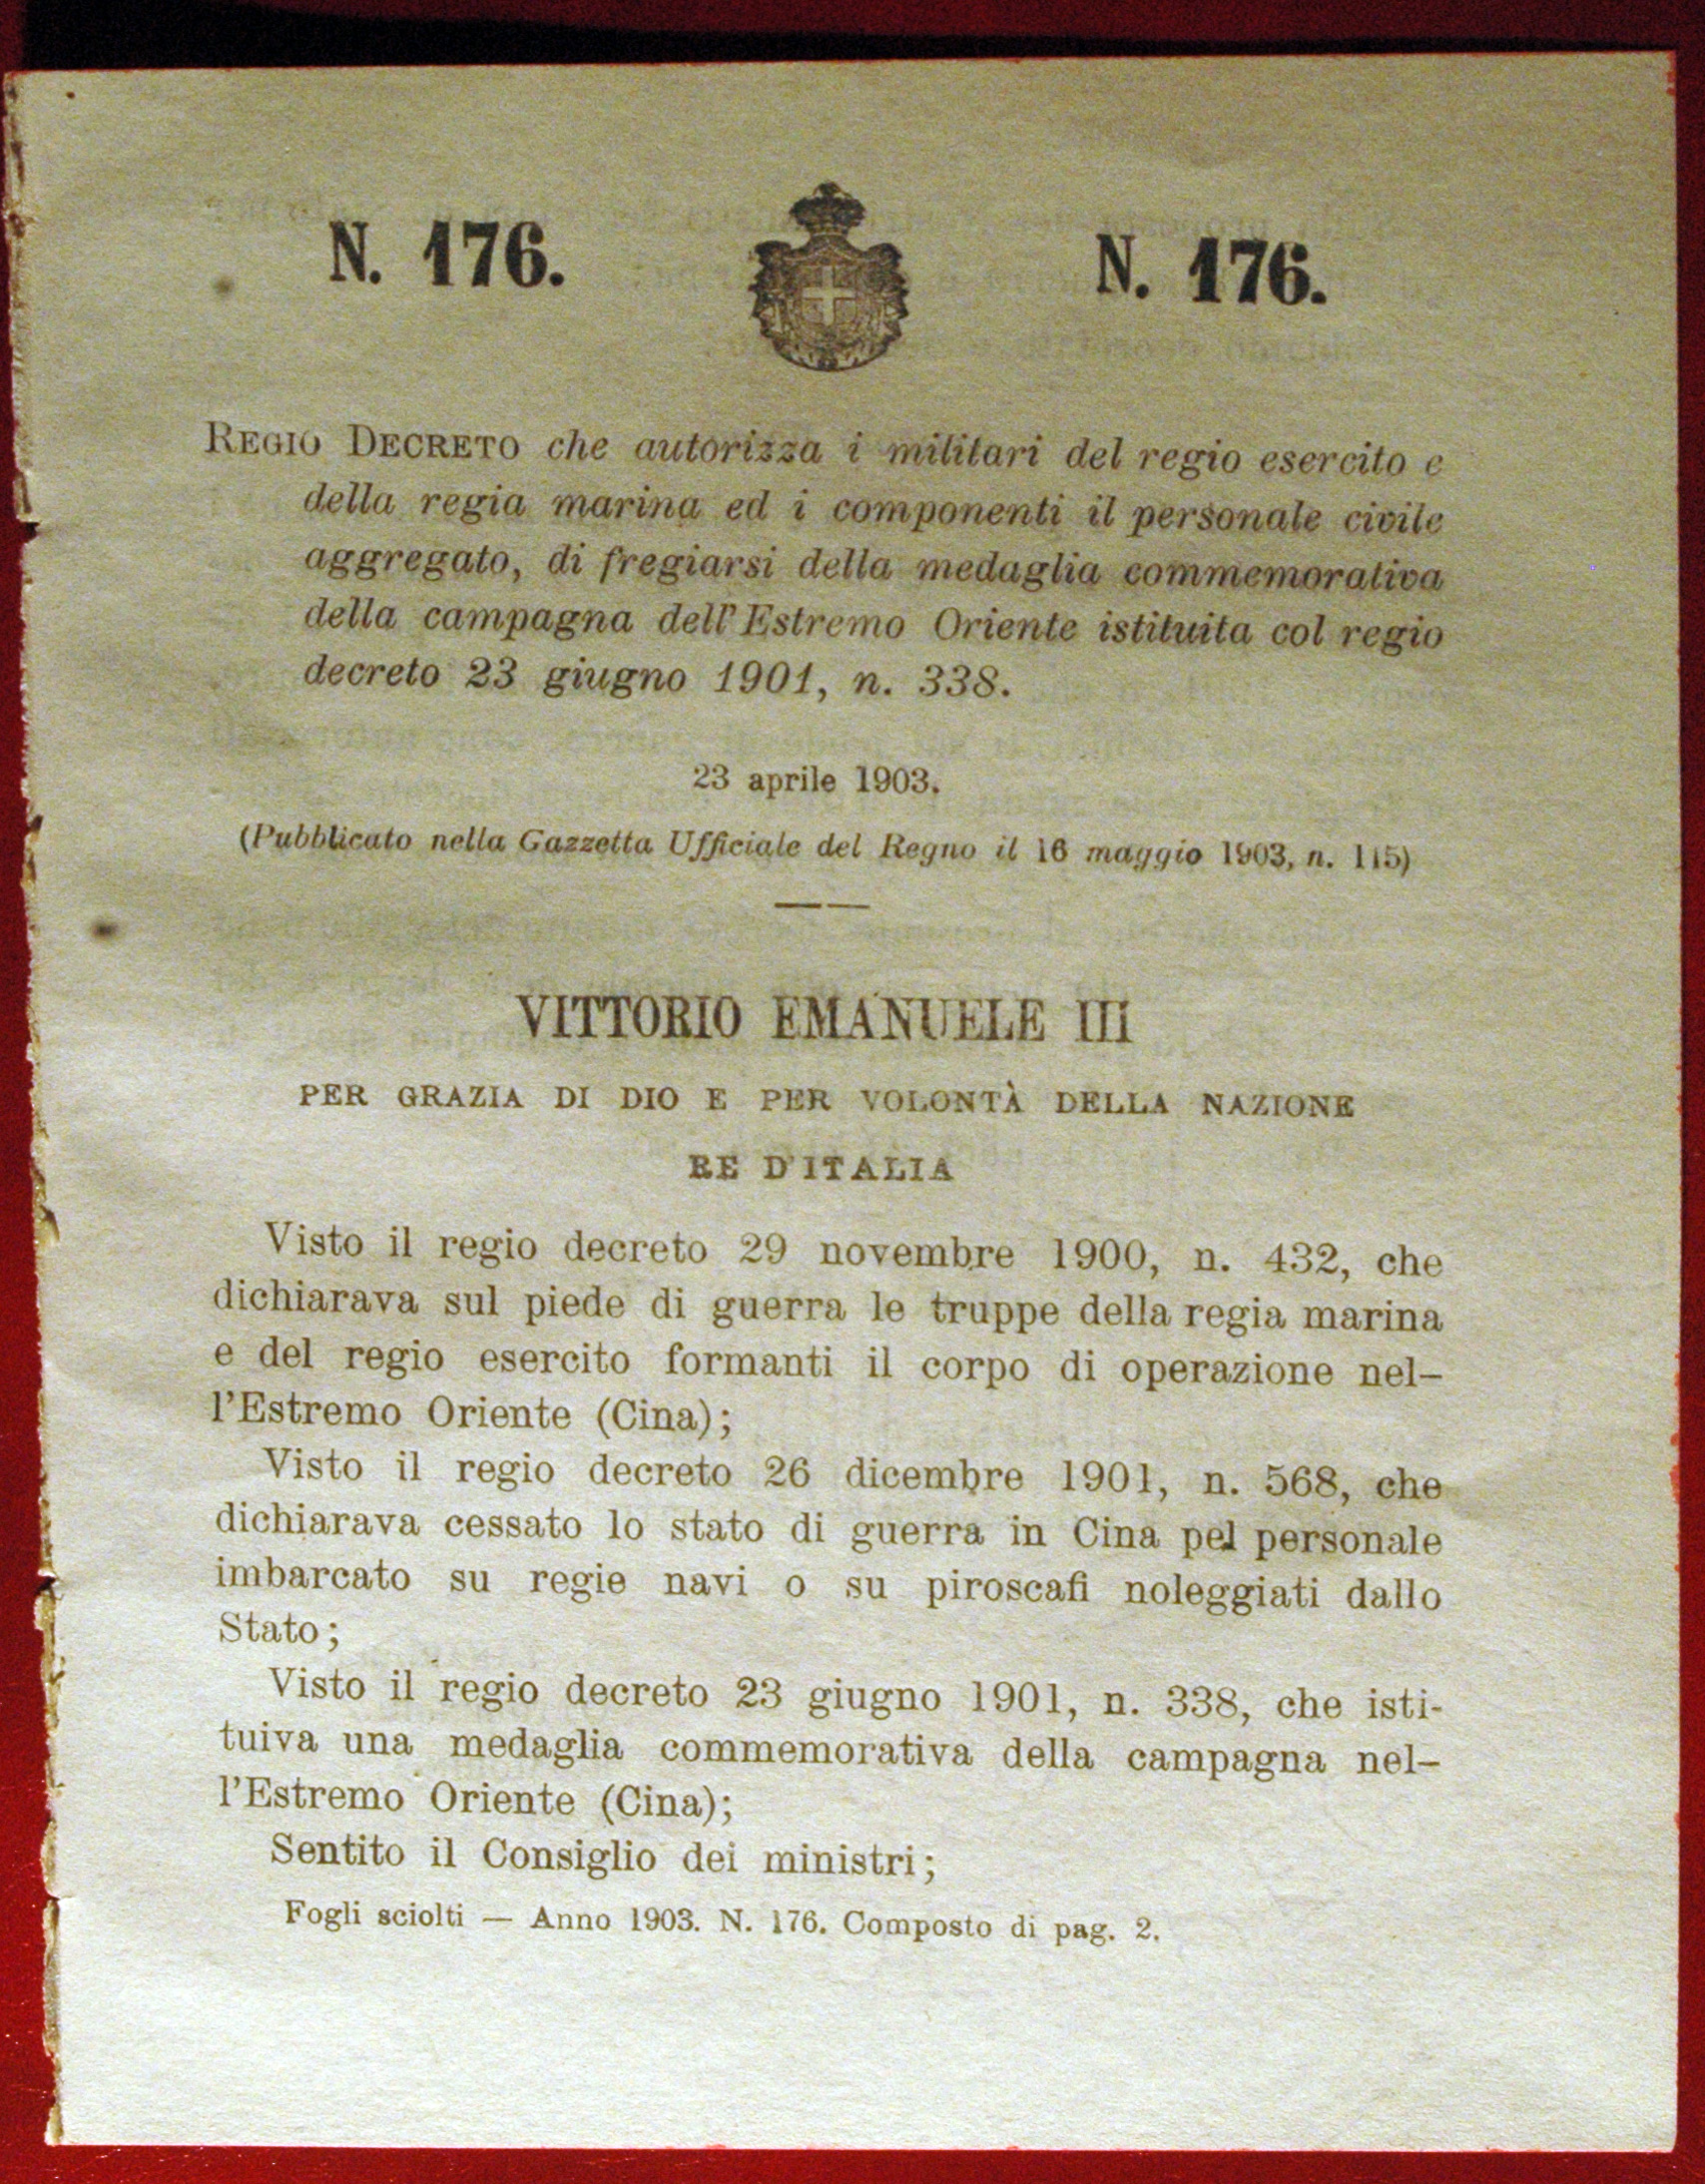 N. 176. N. 176.
REGIO DECRETO che autorizza i militari del regio esercito e
della regia marina ed i componenti il personale civile
aggregato, di fregiarsi della medaglia commemorativa
della campagna dell'Estremo Oriente istituita col regio
decreto 23 giugno 1901, n. 338.
23 aprile 1903.
(Pubblicato nella Gazzetta Ufficiale del Regno il 16 maggio 1903, n. 115)
VITTORIO EMANUELE III
PER GRAZIA DI DIO E PER VOLONTÀ DELLA NAZIONE
RE D'ITALIA
Visto il regio decreto 29 novembre 1900, n. 432, che
dichiarava sul piede di guerra le truppe della regia marina
e del regio esercito formanti il corpo di operazione nel-
l'Estremo Oriente (Cina);
Visto il regio decreto 26 dicembre 1901, n. 568, che
dichiarava cessato lo stato di guerra in Cina pel personale
imbarcato su regie navi o su piroscafi noleggiati dallo
Stato;
Visto il regio decreto 23 giugno 1901, n. 338, che isti-
tuiva una medaglia commemorativa della campagna nel-
l'Estremo Oriente (Cina);
Sentito il Consiglio dei ministri;
Fogli sciolti — Anno 1903. N. 176. Composto di pag. 2.